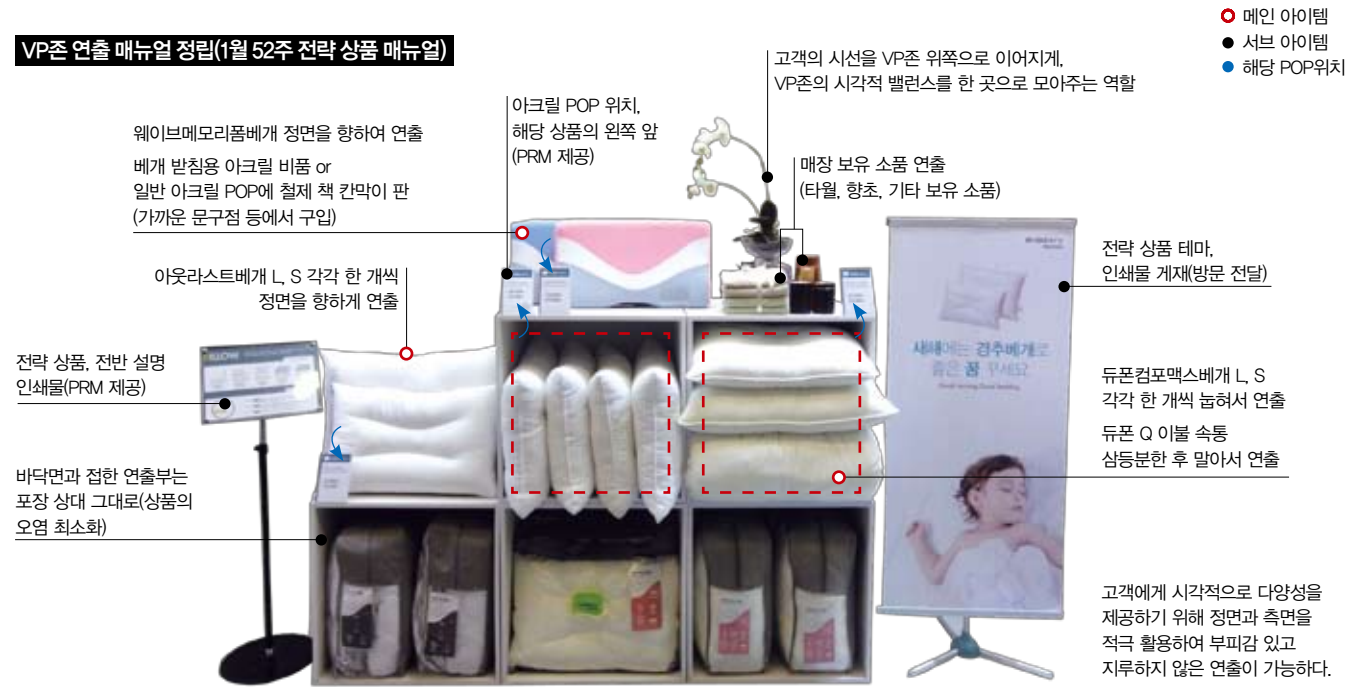 메인 아이템
서브 아이템
해당 POP위치
VP존 연출 매뉴얼 정립(1월 52주 전략 상품 매뉴얼)
고객의 시선을 VP존 위쪽으로 이어지게,
VP존의 시각적 밸런스를 한 곳으로 모아주는 역할
아크릴 POP 위치,
해당 상품의 왼쪽 앞
(PRM 제공)
웨이브메모리폼베개 정면을 향하여 연출
베개 받침용 아크릴 비품 or
일반 아크릴 POP에 철제 책 칸막이 판
(가까운 문구점 등에서 구입)
매장 보유 소품 연출
(타월, 향초, 기타 보유 소품)
전략 상품 테마,
인쇄물 게재(방문 전달)
아웃라스트베개 L, S 각각 한 개씩
정면을 향하게 연출
전략 상품, 전반 설명
인쇄물(PRM 제공)
새해에는 경추베개로
좋은 꿈 꾸세요
듀폰컴포맥스베개 L, S
각각 한 개씩 눕혀서 연출
듀폰 Q 이불 속통
삼등분한 후 말아서 연출
바닥면과 접한 연출부는
포장 상대 그대로(상품의
오염 최소화)
고객에게 시각적으로 다양성을
제공하기 위해 정면과 측면을
적극 활용하여 부피감 있고
지루하지 않은 연출이 가능하다.